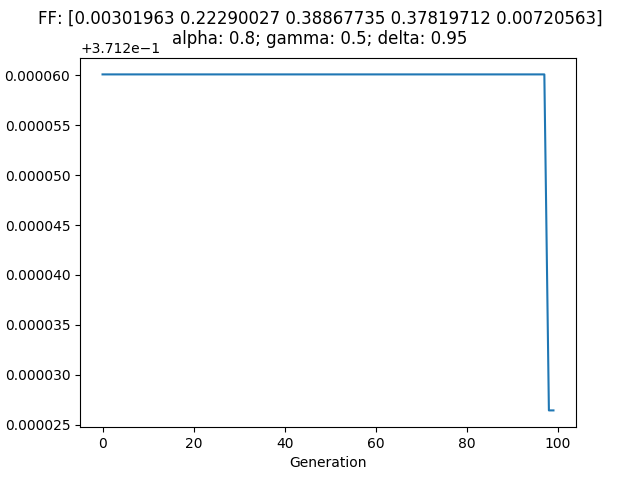 FF: [0.00301963 0.22290027 0.38867735 0.37819712 0.00720563]
alpha: 0.8; gamma: 0.5; delta: 0.95
+3.712e−1
0.000060
0.000055
0.000050
0.000045
0.000040
0.000035
0.000030
0.000025
0 20 40 60 80 100
Generation